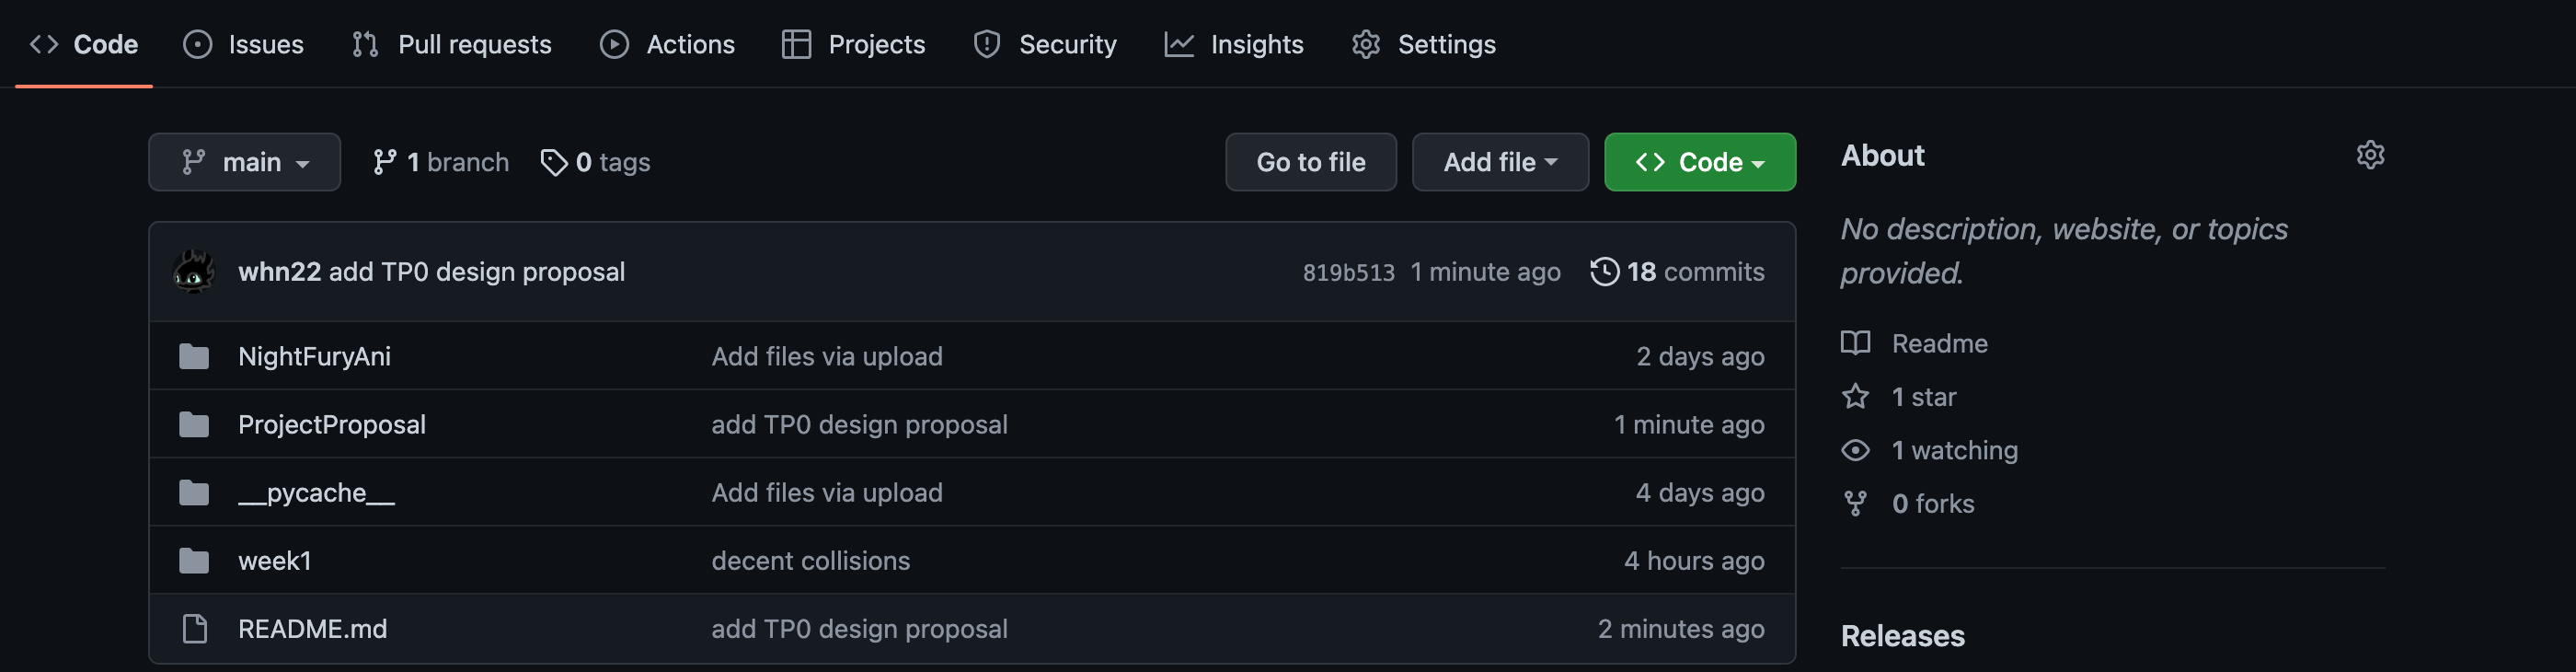 Code Issues Pull requests Actions Projects Security Insights Settings
main 1 branch 0 tags Go to file Add file Code
whn22 add TP0 design proposal 819b513 1 minute ago 18 commits
NightFuryAni Add files via upload 2 days ago
ProjectProposal add TP0 design proposal 1 minute ago
__pycache__ Add files via upload 4 days ago
week1 decent collisions 4 hours ago
README.md add TP0 design proposal 2 minutes ago
About
No description, website, or topics
provided.
Readme
1 star
1 watching
0 forks
Releases